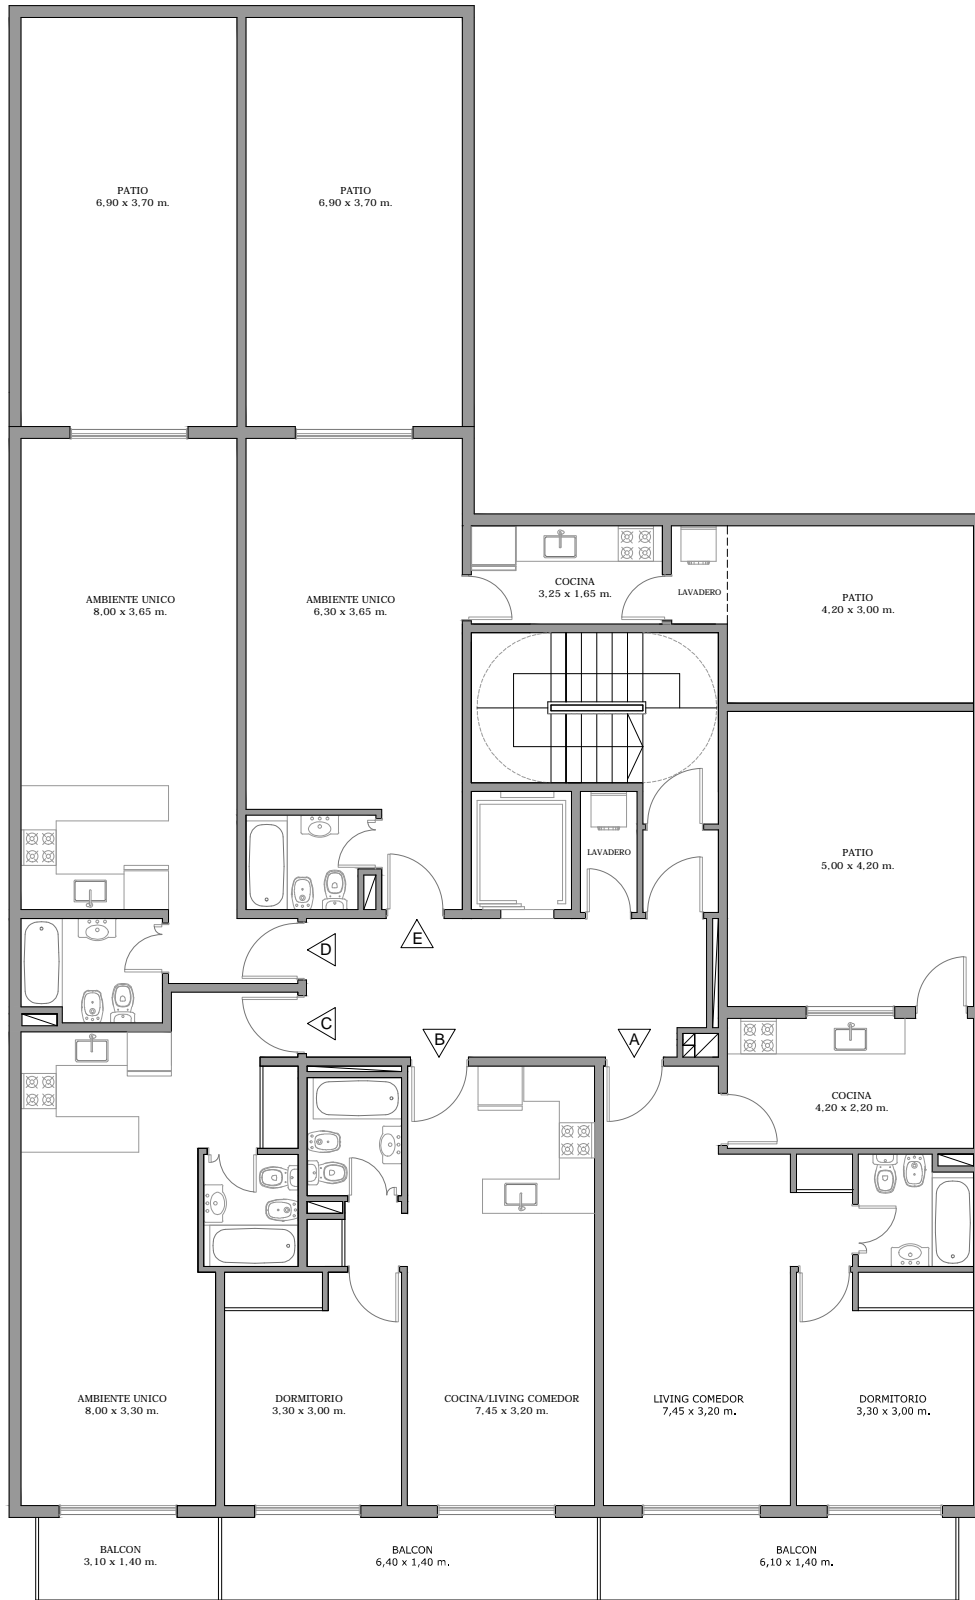 PATIO
6,90 x 3,70 m.
PATIO
6,90 x 3,70 m.
AMBIENTE UNICO
8,00 x 3,65 m.
AMBIENTE UNICO
6,30 x 3,65 m.
COCINA
3,25 x 1,65 m.
LAVADERO
PATIO
4,20 x 3,00 m.
LAVADERO
PATIO
5,00 x 4,20 m.
D
E
C
B
A
COCINA
4,20 x 2,20 m.
AMBIENTE UNICO
8,00 x 3,30 m.
DORMITORIO
3,30 x 3,00 m.
COCINA/LIVING COMEDOR
7,45 x 3,20 m.
LIVING COMEDOR
7,45 x 3,20 m.
DORMITORIO
3,30 x 3,00 m.
BALCON
3,10 x 1,40 m.
BALCON
6,40 x 1,40 m.
BALCON
6,10 x 1,40 m.